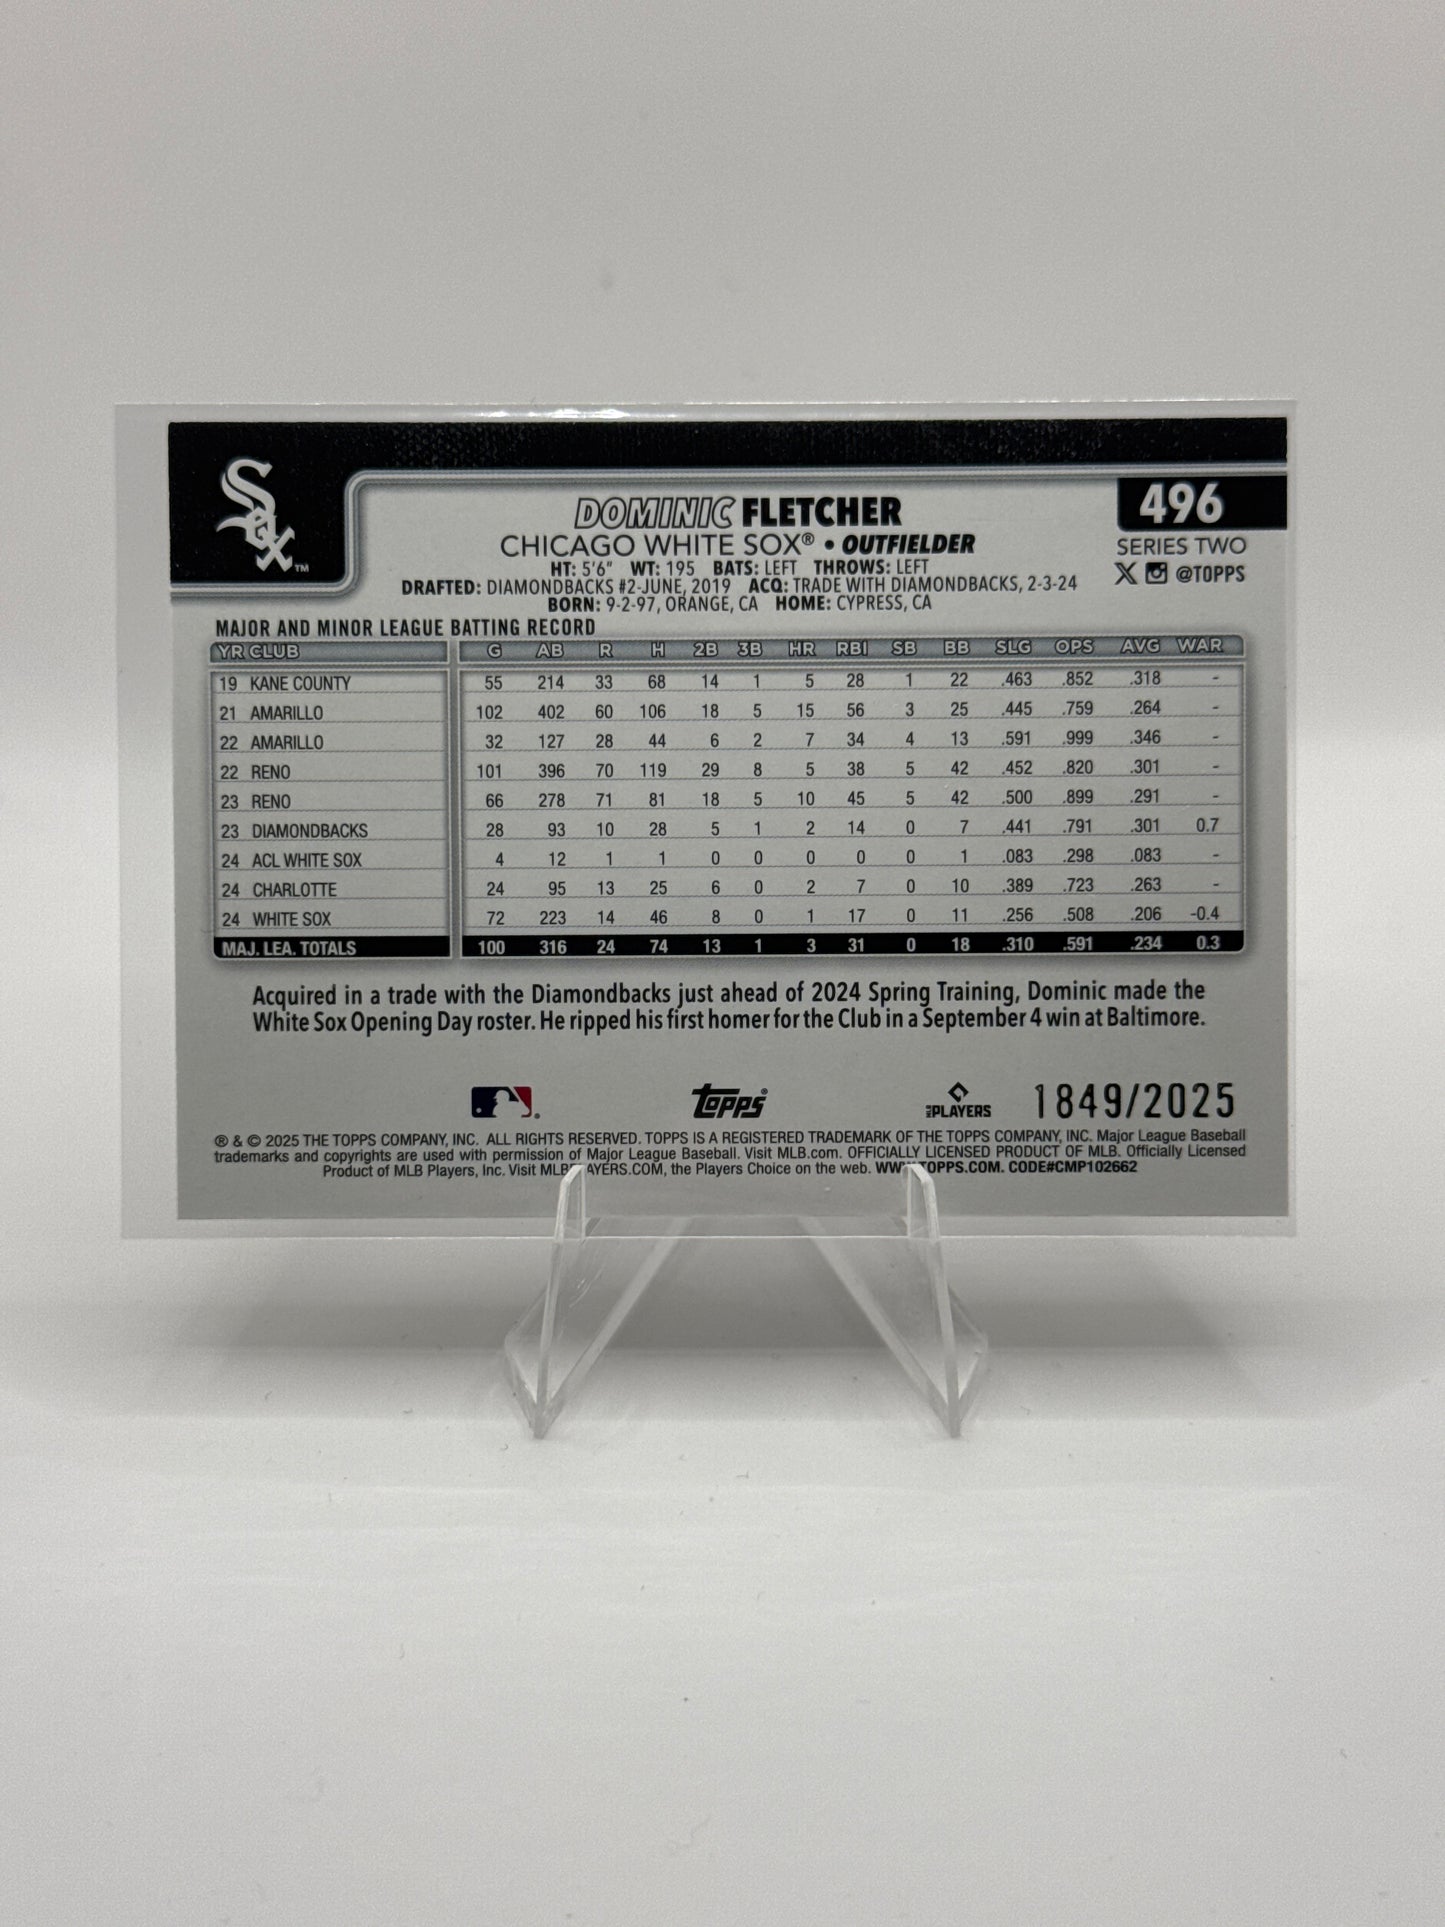 Sox ™
DOMINIC FLETCHER
496
CHICAGO WHITE SOX® • OUTFIELDER
SERIES TWO
HT: 5'6" WT: 195 BATS: LEFT THROWS: LEFT
@TOPPS
DRAFTED: DIAMONDBACKS #2-JUNE, 2019 ACQ: TRADE WITH DIAMONDBACKS, 2-3-24
BORN: 9-2-97, ORANGE, CA HOME: CYPRESS, CA
MAJOR AND MINOR LEAGUE BATTING RECORD
YR CLUB G AB R H 2B 3B HR RBI SB BB SLG OPS AVG WAR
19 KANE COUNTY 55 214 33 68 14 1 5 28 1 22 .463 .852 .318 -
21 AMARILLO 102 402 60 106 18 5 15 56 3 25 .445 .759 .264 -
22 AMARILLO 32 127 28 44 6 2 7 34 4 13 .591 .999 .346 -
22 RENO 101 396 70 119 29 8 5 38 5 42 .452 .820 .301 -
23 RENO 66 278 71 81 18 5 10 45 5 42 .500 .899 .291 -
23 DIAMONDBACKS 28 93 10 28 5 1 2 14 0 7 .441 .791 .301 0.7
24 ACL WHITE SOX 4 12 1 1 0 0 0 0 0 1 .083 .298 .083 -
24 CHARLOTTE 24 95 13 25 6 0 2 7 0 10 .389 .723 .263 -
24 WHITE SOX 72 223 14 46 8 0 1 17 0 11 .256 .508 .206 -0.4
MAJ. LEA. TOTALS 100 316 24 74 13 1 3 31 0 18 .310 .591 .234 0.3
Acquired in a trade with the Diamondbacks just ahead of 2024 Spring Training, Dominic made the
White Sox Opening Day roster. He ripped his first homer for the Club in a September 4 win at Baltimore.
topps® MLB PLAYERS 1849/2025
® & © 2025 THE TOPPS COMPANY, INC. ALL RIGHTS RESERVED. TOPPS IS A REGISTERED TRADEMARK OF THE TOPPS COMPANY, INC. Major League Baseball
trademarks and copyrights are used with permission of Major League Baseball. Visit MLB.com. OFFICIALLY LICENSED PRODUCT OF MLB. Officially Licensed
Product of MLB Players, Inc. Visit AYERS.COM, the Players Choice on the web. TOPPS.COM. CODE#CMP102662